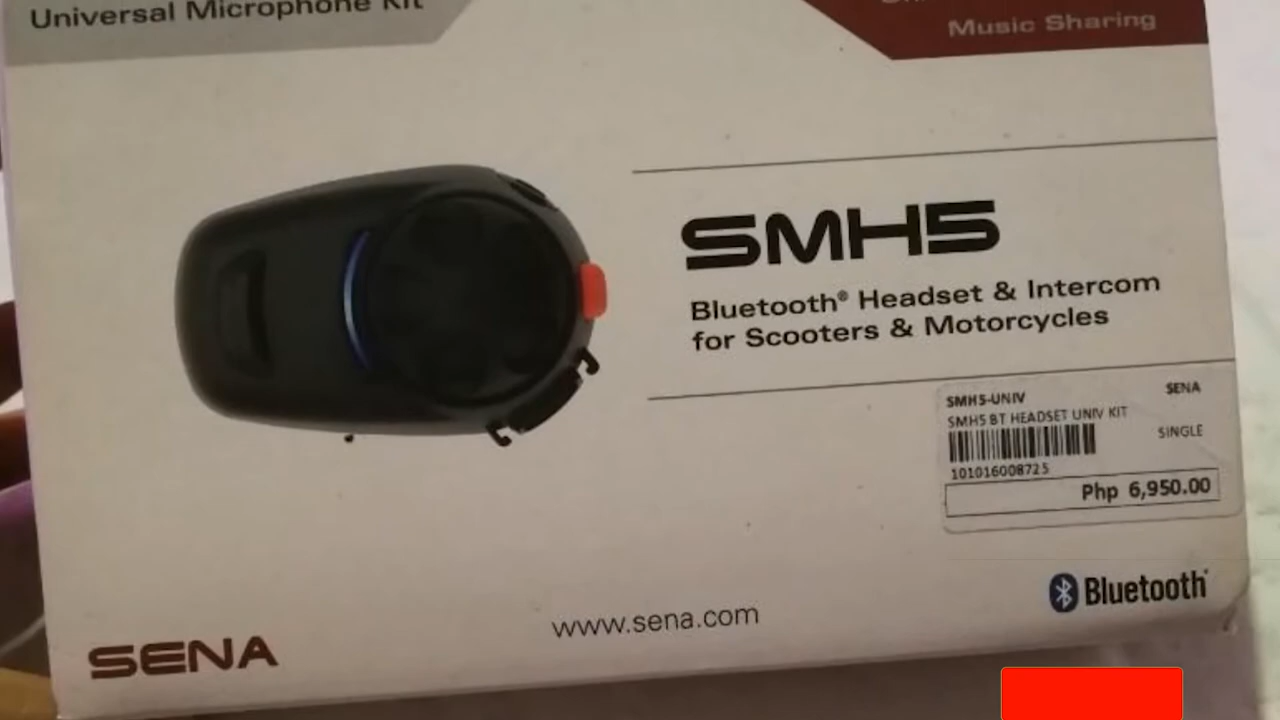 Universal Microphone Kit
Music Sharing
SMH5
Bluetooth® Headset & Intercom
for Scooters & Motorcycles
SMH5-UNIV SENA
SMH5 BT HEADSET UNIV KIT
SINGLE
101016008725
Php 6,950.00
Bluetooth
www.sena.com
SENA